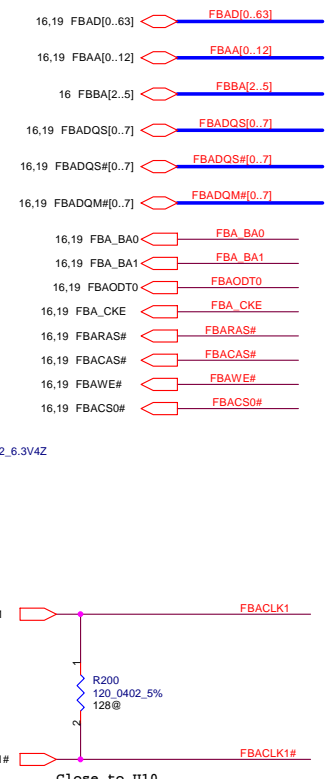 16,19 FBAD[0..63] FBAD[0..63]
16,19 FBAA[0..12] FBAA[0..12]
16 FBBA[2..5] FBBA[2..5]
16,19 FBADQS[0..7] FBADQS[0..7]
16,19 FBADQS#[0..7] FBADQS#[0..7]
16,19 FBADQM#[0..7] FBADQM#[0..7]
16,19 FBA_BA0 FBA_BA0
16,19 FBA_BA1 FBA_BA1
16,19 FBAODT0 FBAODT0
16,19 FBA_CKE FBA_CKE
16,19 FBARAS# FBARAS#
16,19 FBACAS# FBACAS#
16,19 FBAWE# FBAWE#
16,19 FBACS0# FBACS0#
2_6.3V4Z
FBACLK1
1
R200
120_0402_5%
128@
2
1# FBACLK1#
Close to U10